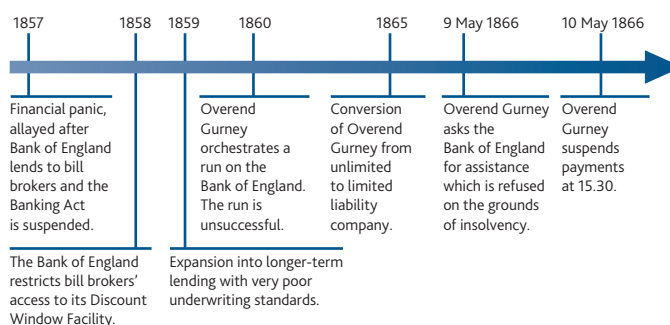 1857
1858
1859
1860
1865
9 May 1866
10 May 1866
Financial panic,
allayed after
Bank of England
lends to bill
brokers and the
Banking Act
is suspended.
The Bank of England
restricts bill brokers’
access to its Discount
Window Facility.
Expansion into longer-term
lending with very poor
underwriting standards.
Overend
Gurney
orchestrates a
run on the
Bank of England.
The run is
unsuccessful.
Conversion
of Overend
Gurney from
unlimited
to limited
liability
company.
Overend Gurney
asks the
Bank of England
for assistance
which is refused
on the grounds
of insolvency.
Overend
Gurney
suspends
payments
at 15.30.